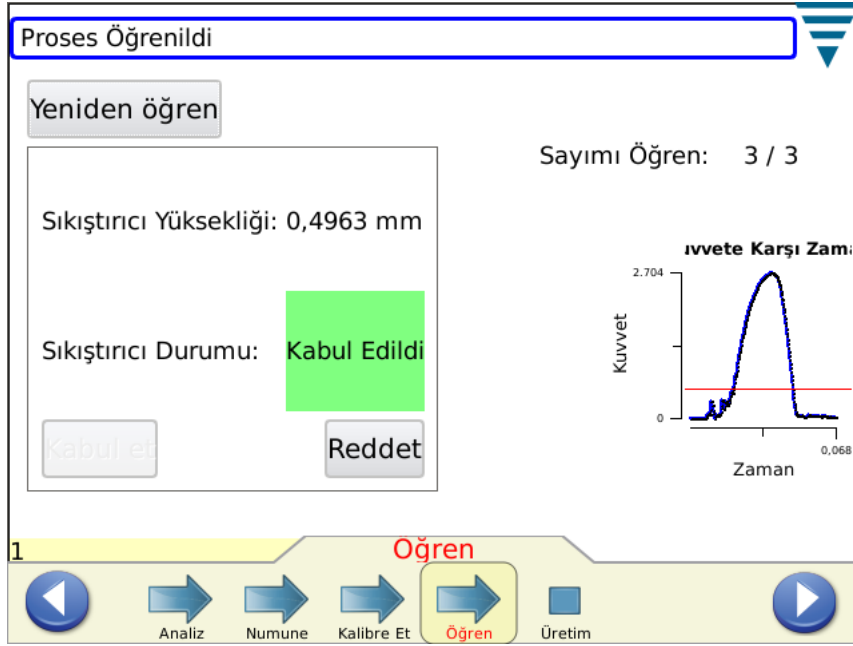 Proses Öğrenildi
Yeniden öğren
Sayımı Öğren: 3 / 3
Sıkıştırıcı Yüksekliği: 0,4963 mm
Sıkıştırıcı Durumu: Kabul Edildi
Kabul et
Reddet
ıvvete Karşı Zama
2.704
Kuvvet
0
0,068
Zaman
1
Öğren
Analiz
Numune
Kalibre Et
Öğren
Üretim